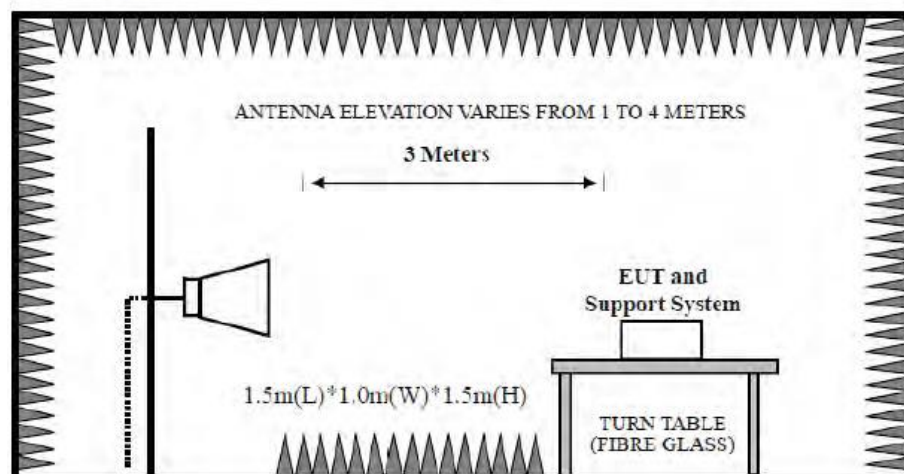 ANTENNA ELEVATION VARIES FROM 1 TO 4 METERS
3 Meters
EUT and
Support System
1.5m(L)*1.0m(W)*1.5m(H)
TURN TABLE
(FIBRE GLASS)